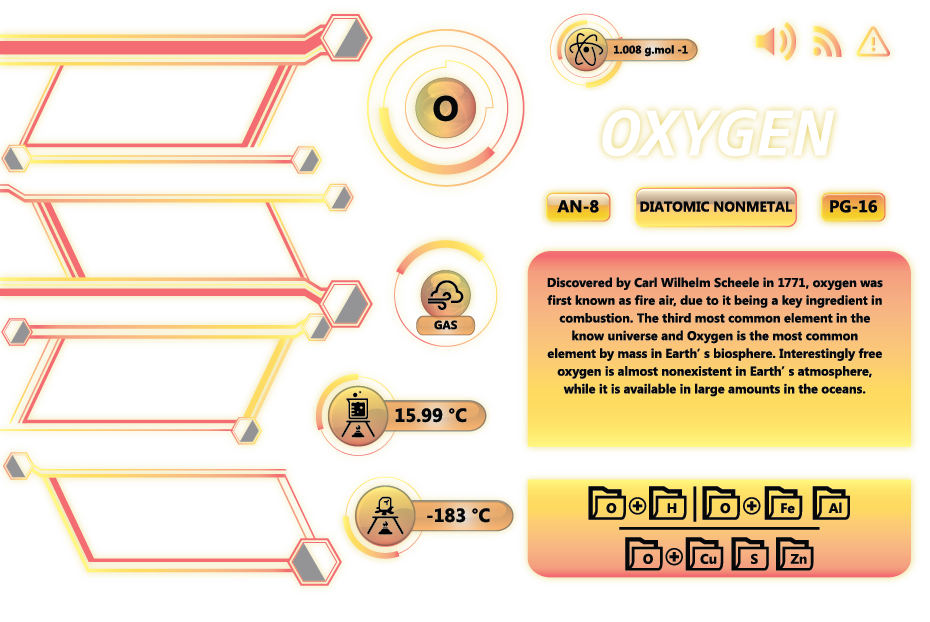 O
1.008 g.mol -1
OXYGEN
AN-8
DIATOMIC NONMETAL
PG-16
GAS
15.99 °C
-183 °C
Discovered by Carl Wilhelm Scheele in 1771, oxygen was
first known as fire air, due to it being a key ingredient in
combustion. The third most common element in the
know universe and Oxygen is the most common
element by mass in Earth’ s biosphere. Interestingly free
oxygen is almost nonexistent in Earth’ s atmosphere,
while it is available in large amounts in the oceans.
O + H | O + Fe Al
O + Cu S Zn